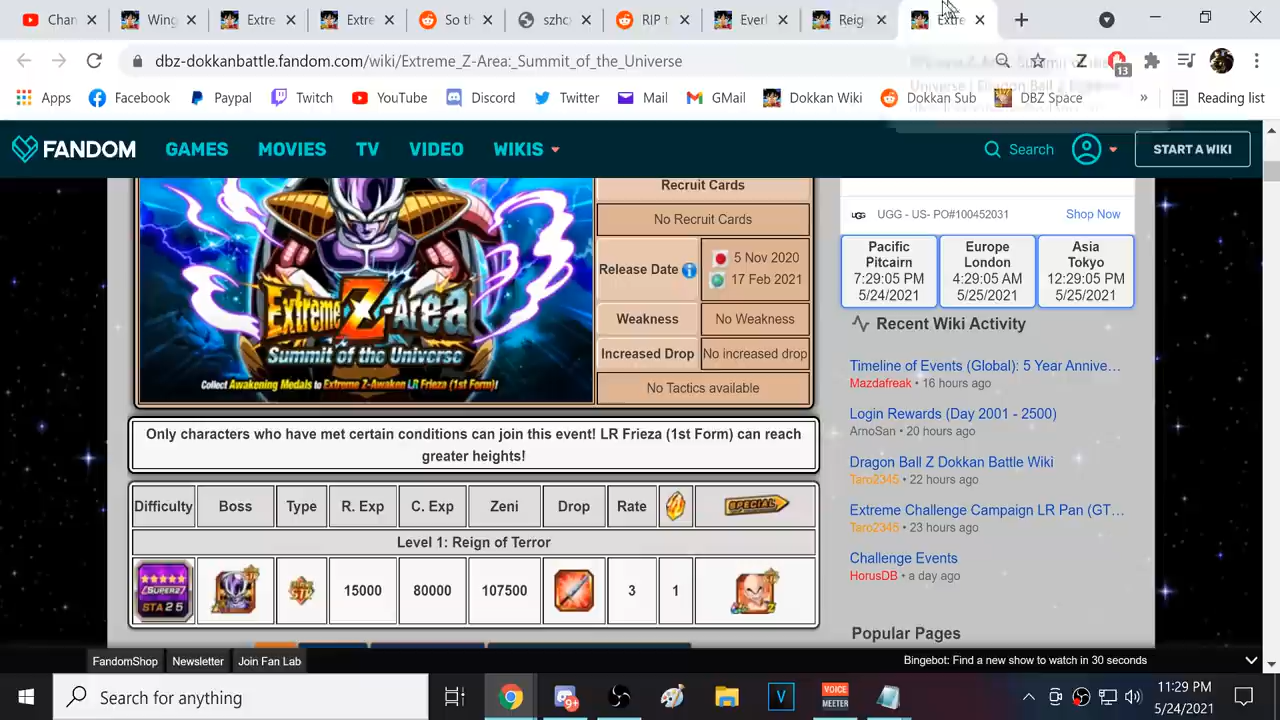 Chan
Wing
Extre
Extre
So th
szhc
RIP t
Everl
Reig
Extre
dbz-dokkanbattle.fandom.com/wiki/Extreme_Z-Area:_Summit_of_the_Universe
Z
13
Apps
Facebook
Paypal
Twitch
YouTube
Discord
Twitter
Mail
GMail
Dokkan Wiki
Dokkan Sub
DBZ Space
»
Reading list
FANDOM
GAMES
MOVIES
TV
VIDEO
WIKIS
Search
START A WIKI
Extreme Z-Area
Summit of the Universe
Collect Awakening Medals to Extreme Z-Awaken LR Frieza (1st Form)!
Recruit Cards
No Recruit Cards
Release Date
5 Nov 2020
17 Feb 2021
Weakness
No Weakness
Increased Drop
No increased drop
No Tactics available
Only characters who have met certain conditions can join this event! LR Frieza (1st Form) can reach
greater heights!
Difficulty
Boss
Type
R. Exp
C. Exp
Zeni
Drop
Rate
SPECIAL
Level 1: Reign of Terror
SUPER2
STA 25
STR
15000
80000
107500
3
1
UGG
UGG - US- PO#100452031
Shop Now
Pacific
Pitcairn
7:29:05 PM
5/24/2021
Europe
London
4:29:05 AM
5/25/2021
Asia
Tokyo
12:29:05 PM
5/25/2021
Recent Wiki Activity
Timeline of Events (Global): 5 Year Annive...
Mazdafreak • 16 hours ago
Login Rewards (Day 2001 - 2500)
ArnoSan • 20 hours ago
Dragon Ball Z Dokkan Battle Wiki
Taro2345 • 22 hours ago
Extreme Challenge Campaign LR Pan (GT...
Taro2345 • 23 hours ago
Challenge Events
HorusDB • a day ago
Popular Pages
FandomShop
Newsletter
Join Fan Lab
Bingebot: Find a new show to watch in 30 seconds
Search for anything
9+
V
VOICE
MEETER
11:29 PM
5/24/2021